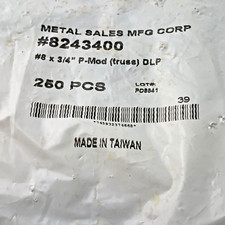 METAL SALES MFG CORP
#8243400
#8 x 3/4" P-Mod (truss) DLP
250 PCS
LOT#:
39
MADE IN TAIWAN